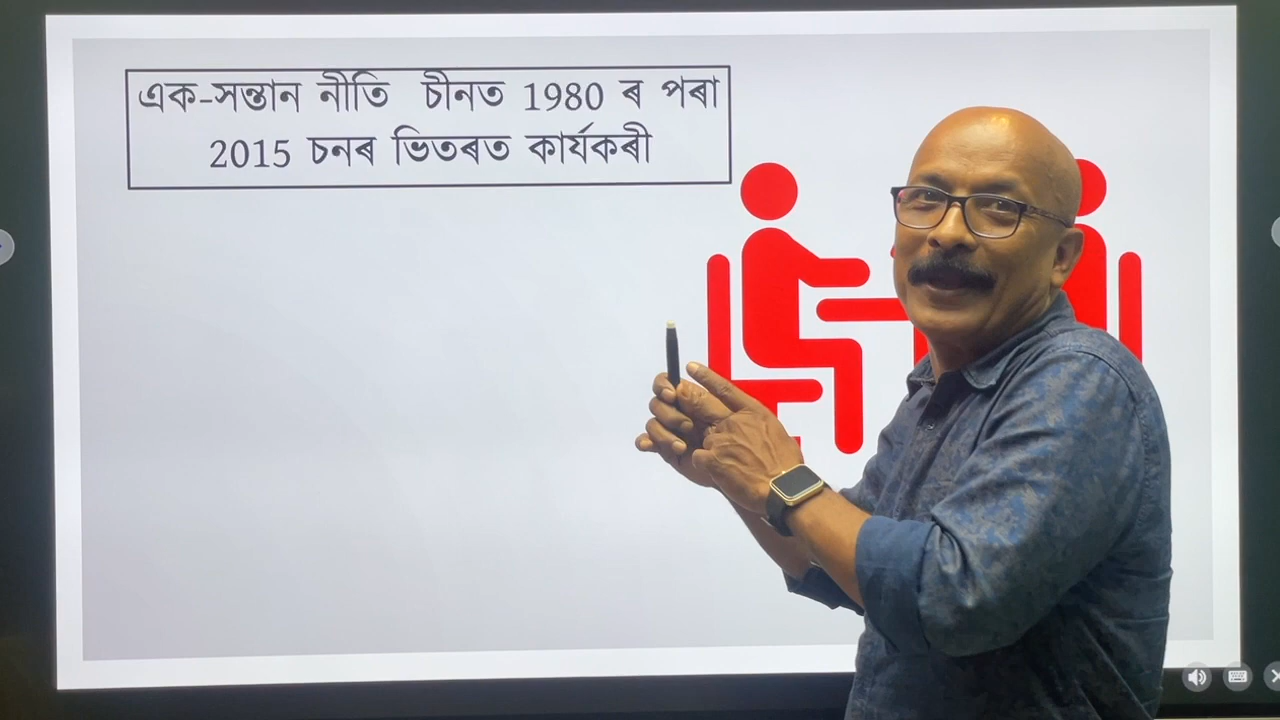 এক-সন্তান নীতি চীনত 1980 ৰ পৰা
2015 চনৰ ভিতৰত কাৰ্যকৰী